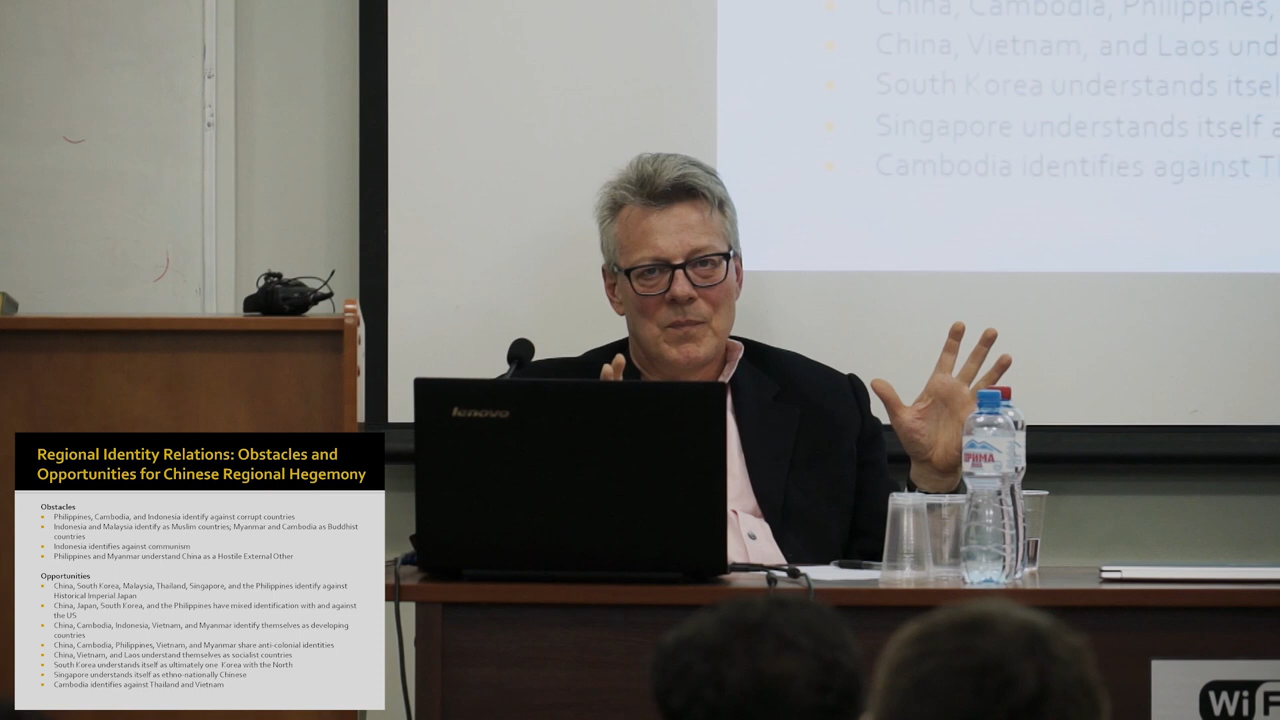 China, Cambodia, Philippines,
China, Vietnam, and Laos und
South Korea understands itsel
Singapore understands itself a
Cambodia identifies against T
lenovo
ПРИМА
Regional Identity Relations: Obstacles and
Opportunities for Chinese Regional Hegemony
Obstacles
Philippines, Cambodia, and Indonesia identify against corrupt countries
Indonesia and Malaysia identify as Muslim countries; Myanmar and Cambodia as Buddhist
countries
Indonesia identifies against communism
Philippines and Myanmar understand China as a Hostile External Other
Opportunities
China, South Korea, Malaysia, Thailand, Singapore, and the Philippines identify against
Historical Imperial Japan
China, Japan, South Korea, and the Philippines have mixed identification with and against
the US
China, Cambodia, Indonesia, Vietnam, and Myanmar identify themselves as developing
countries
China, Cambodia, Philippines, Vietnam, and Myanmar share anti-colonial identities
China, Vietnam, and Laos understand themselves as socialist countries
South Korea understands itself as ultimately one Korea with the North
Singapore understands itself as ethno-nationally Chinese
Cambodia identifies against Thailand and Vietnam
WiF